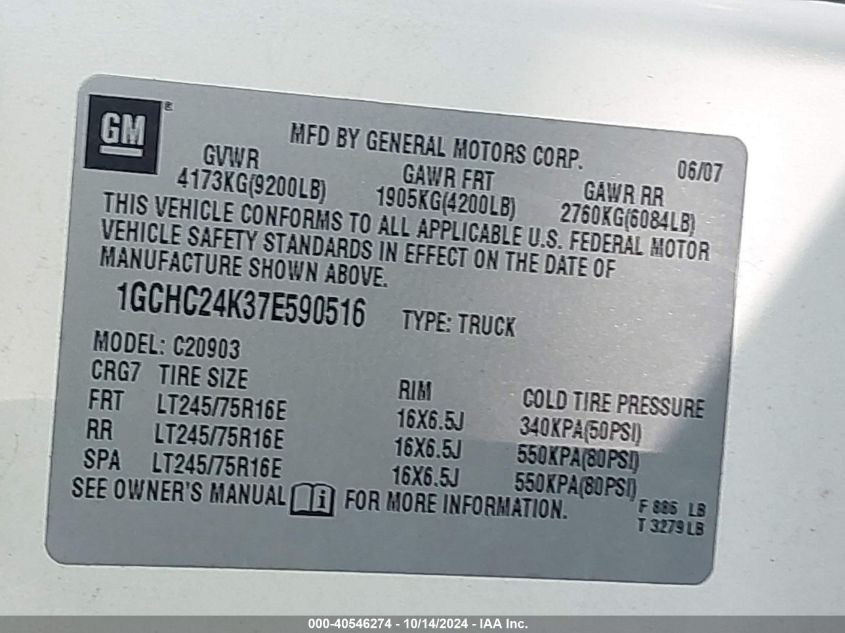 GM ®
MFD BY GENERAL MOTORS CORP. 06/07
GVWR GAWR FRT GAWR RR
4173KG(9200LB) 1905KG(4200LB) 2760KG(6084LB)
THIS VEHICLE CONFORMS TO ALL APPLICABLE U.S. FEDERAL MOTOR
VEHICLE SAFETY STANDARDS IN EFFECT ON THE DATE OF
MANUFACTURE SHOWN ABOVE.
1GCHC24K37E590516 TYPE: TRUCK
MODEL: C20903
CRG7 TIRE SIZE RIM COLD TIRE PRESSURE
FRT LT245/75R16E 16X6.5J 340KPA(50PSI)
RR LT245/75R16E 16X6.5J 550KPA(80PSI)
SPA LT245/75R16E 16X6.5J 550KPA(80PSI)
SEE OWNER'S MANUAL i FOR MORE INFORMATION.
F 885 LB
T 3279 LB
000-40546274 - 10/14/2024 - IAA Inc.